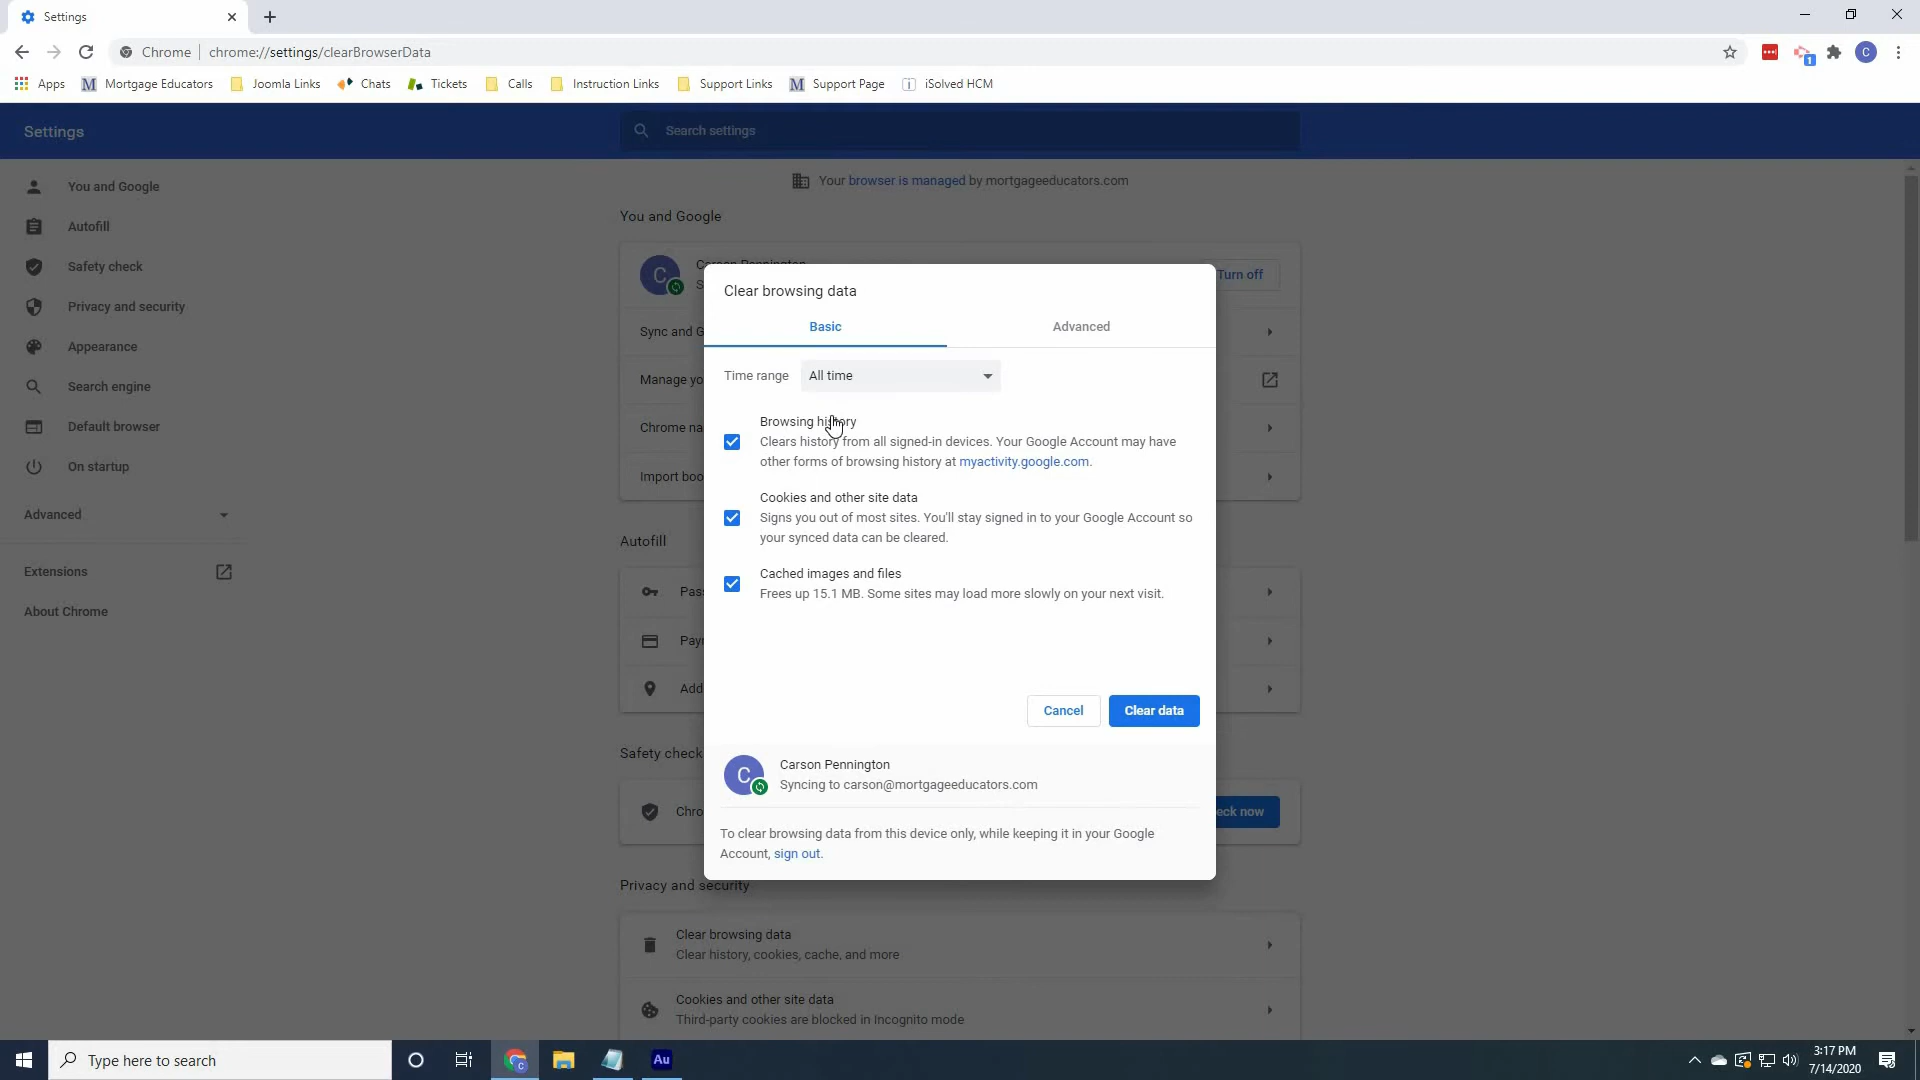 Settings
Chrome
chrome://settings/clearBrowserData
1
C
Apps
M Mortgage Educators
Joomla Links
Chats
Tickets
Calls
Instruction Links
Support Links
M Support Page
i iSolved HCM
Settings
Search settings
You and Google
Autofill
Safety check
Privacy and security
Appearance
Search engine
Default browser
On startup
Advanced
Extensions
About Chrome
Your browser is managed by mortgageeducators.com
You and Google
C
Carson Pennington
S
Turn off
Sync and G
Manage yo
Chrome na
Import boo
Autofill
Pas
Payı
Add
Safety check
Chro
eck now
Privacy and security
Clear browsing data
Clear history, cookies, cache, and more
Cookies and other site data
Third-party cookies are blocked in Incognito mode
Clear browsing data
Basic
Advanced
Time range
All time
Browsing history
Clears history from all signed-in devices. Your Google Account may have
other forms of browsing history at myactivity.google.com.
Cookies and other site data
Signs you out of most sites. You'll stay signed in to your Google Account so
your synced data can be cleared.
Cached images and files
Frees up 15.1 MB. Some sites may load more slowly on your next visit.
Cancel
Clear data
C
Carson Pennington
Syncing to carson@mortgageeducators.com
To clear browsing data from this device only, while keeping it in your Google
Account, sign out.
Type here to search
C
Au
3:17 PM
7/14/2020